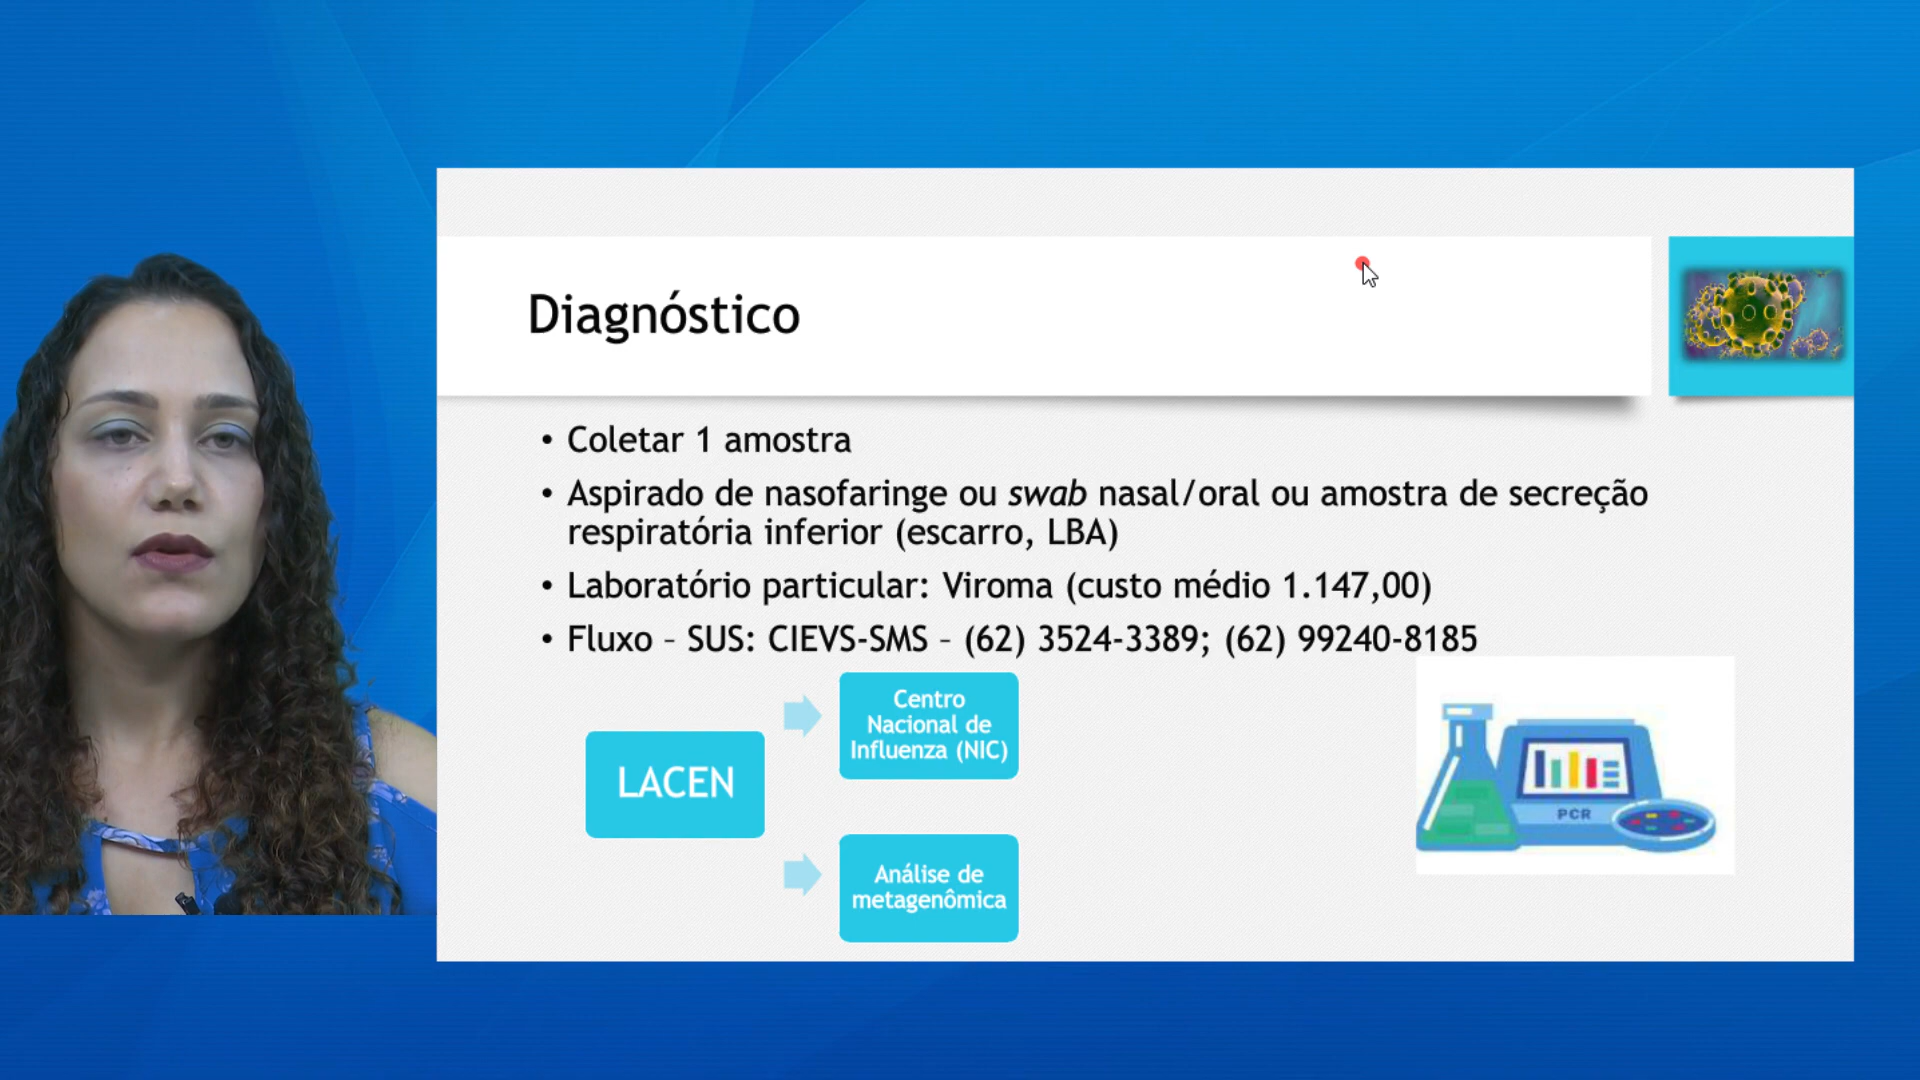 Diagnóstico
• Coletar 1 amostra
• Aspirado de nasofaringe ou swab nasal/oral ou amostra de secreção
respiratória inferior (escarro, LBA)
• Laboratório particular: Viroma (custo médio 1.147,00)
• Fluxo – SUS: CIEVS-SMS – (62) 3524-3389; (62) 99240-8185
LACEN
Centro
Nacional de
Influenza (NIC)
Análise de
metagenômica
PCR